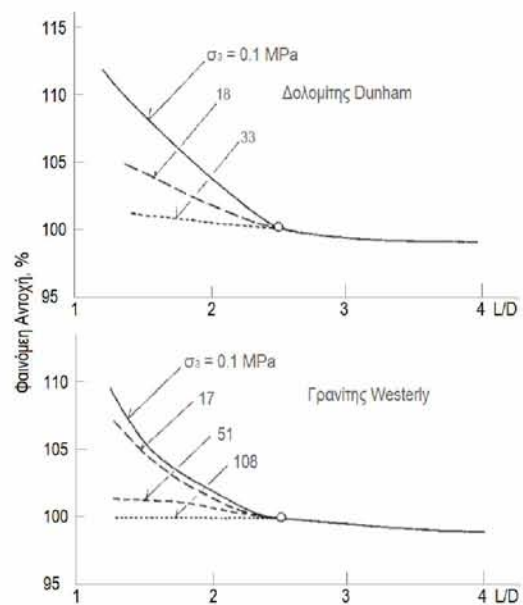 115
σ₃ = 0.1 MPa
110
18
Δολομίτης Dunham
33
105
100
95
1 2 3 4 L/D
Φαινόμεη Αντοχή, %
σ₃ = 0.1 MPa
110
17
Γρανίτης Westerly
51
105
108
100
95
1 2 3 4 L/D